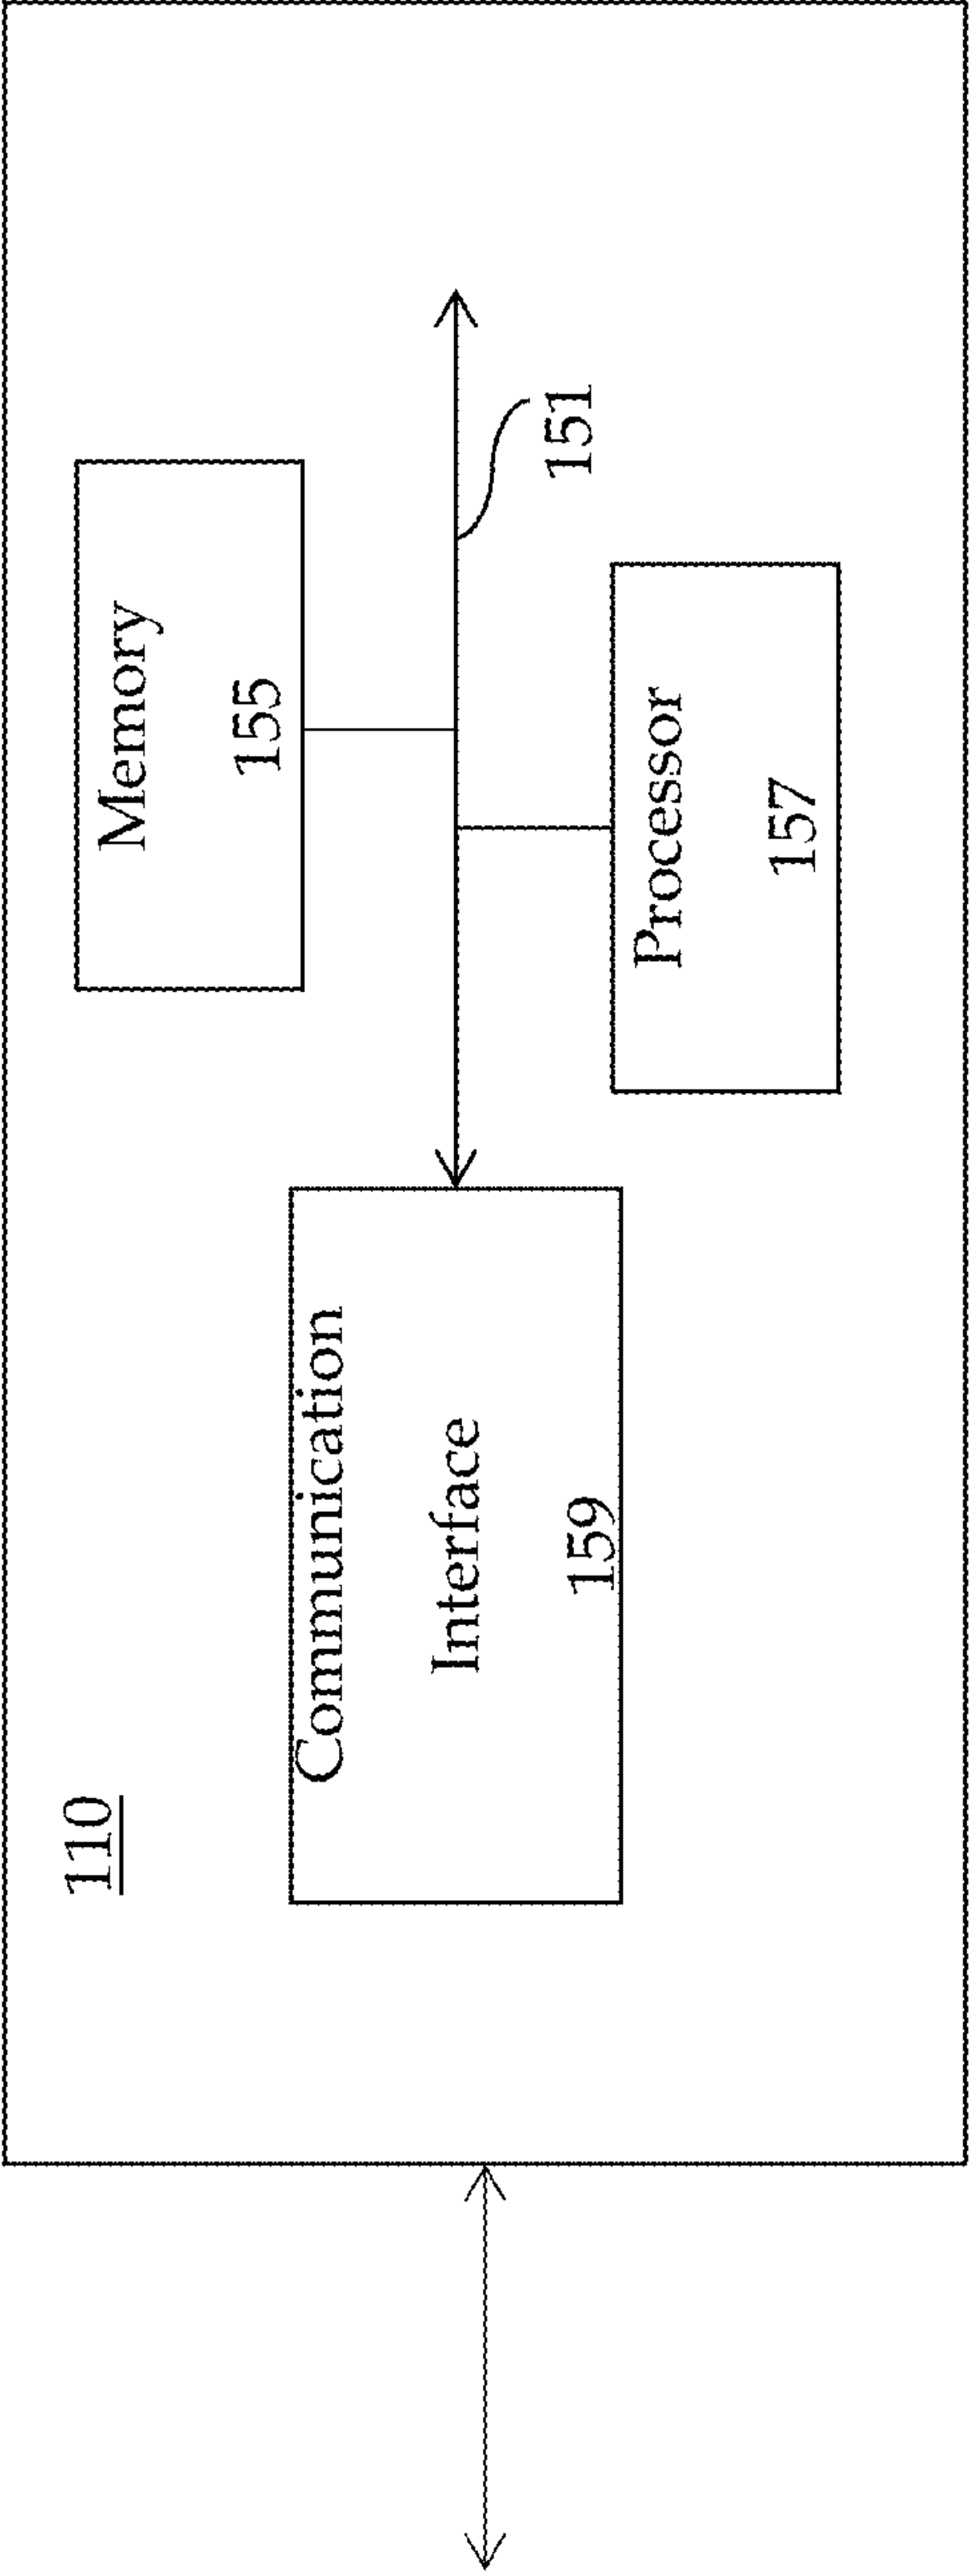 110
Memory
155
Communication
Interface
159
151
Processor
157